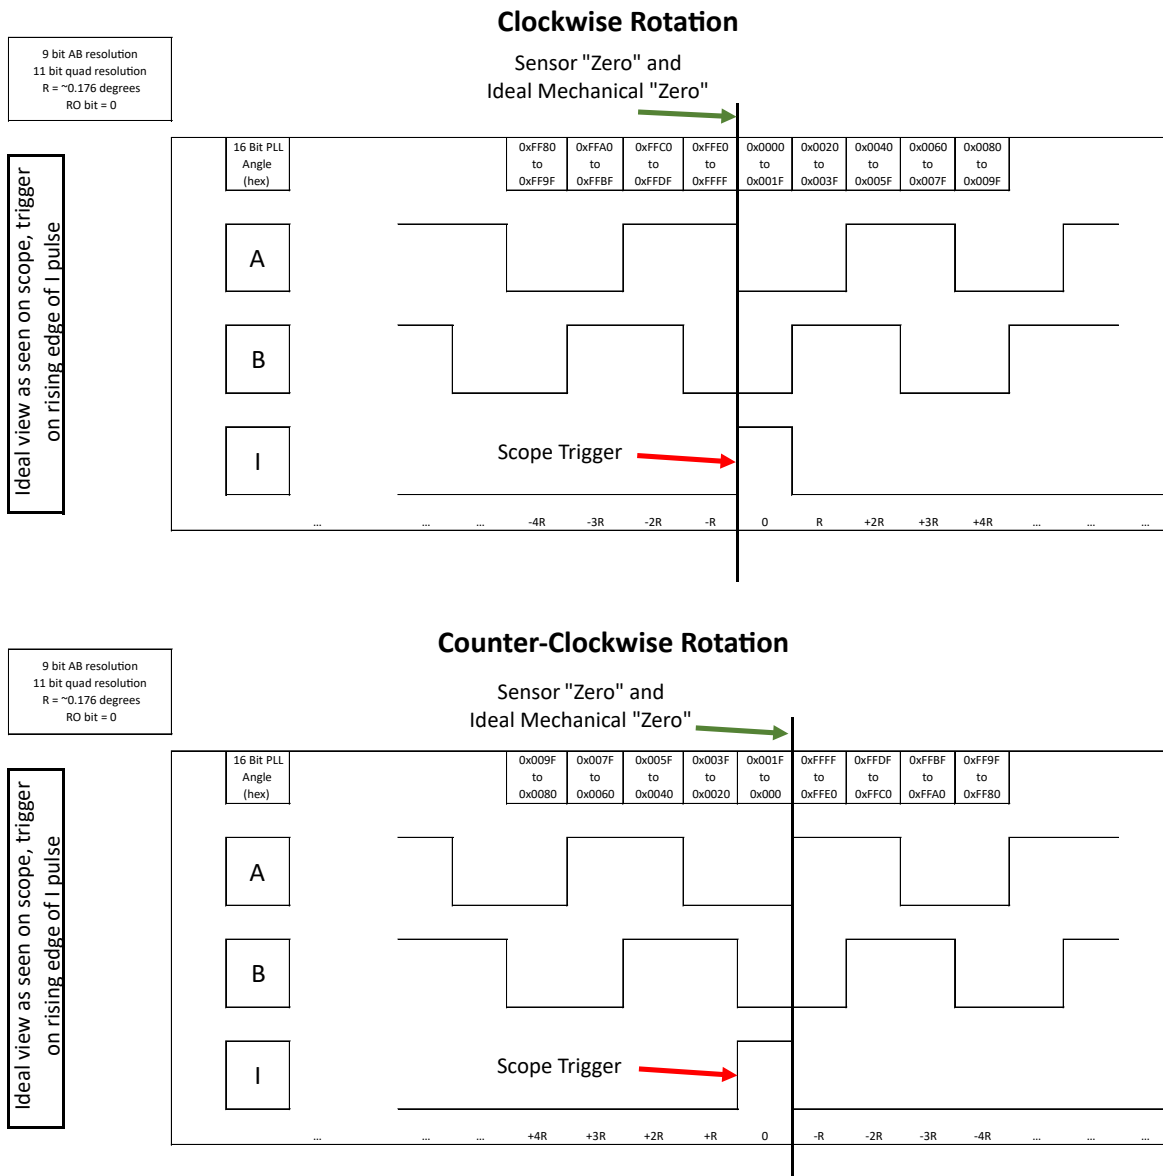 Clockwise Rotation
9 bit AB resolution
11 bit quad resolution
R = ~0.176 degrees
RO bit = 0
Sensor "Zero" and
Ideal Mechanical "Zero"
Ideal view as seen on scope, trigger
on rising edge of I pulse
16 Bit PLL
Angle
(hex)
0xFF80
to
0xFF9F
0xFFA0
to
0xFFBF
0xFFC0
to
0xFFDF
0xFFE0
to
0xFFFF
0x0000
to
0x001F
0x0020
to
0x003F
0x0040
to
0x005F
0x0060
to
0x007F
0x0080
to
0x009F
A
B
I
Scope Trigger
... ... ... -4R -3R -2R -R 0 R +2R +3R +4R ... ... ...
Counter-Clockwise Rotation
9 bit AB resolution
11 bit quad resolution
R = ~0.176 degrees
RO bit = 0
Sensor "Zero" and
Ideal Mechanical "Zero"
Ideal view as seen on scope, trigger
on rising edge of I pulse
16 Bit PLL
Angle
(hex)
0x009F
to
0x0080
0x007F
to
0x0060
0x005F
to
0x0040
0x003F
to
0x0020
0x001F
to
0x000
0xFFFF
to
0xFFE0
0xFFDF
to
0xFFC0
0xFFBF
to
0xFFA0
0xFF9F
to
0xFF80
A
B
I
Scope Trigger
... ... ... +4R +3R +2R +R 0 -R -2R -3R -4R ... ... ...